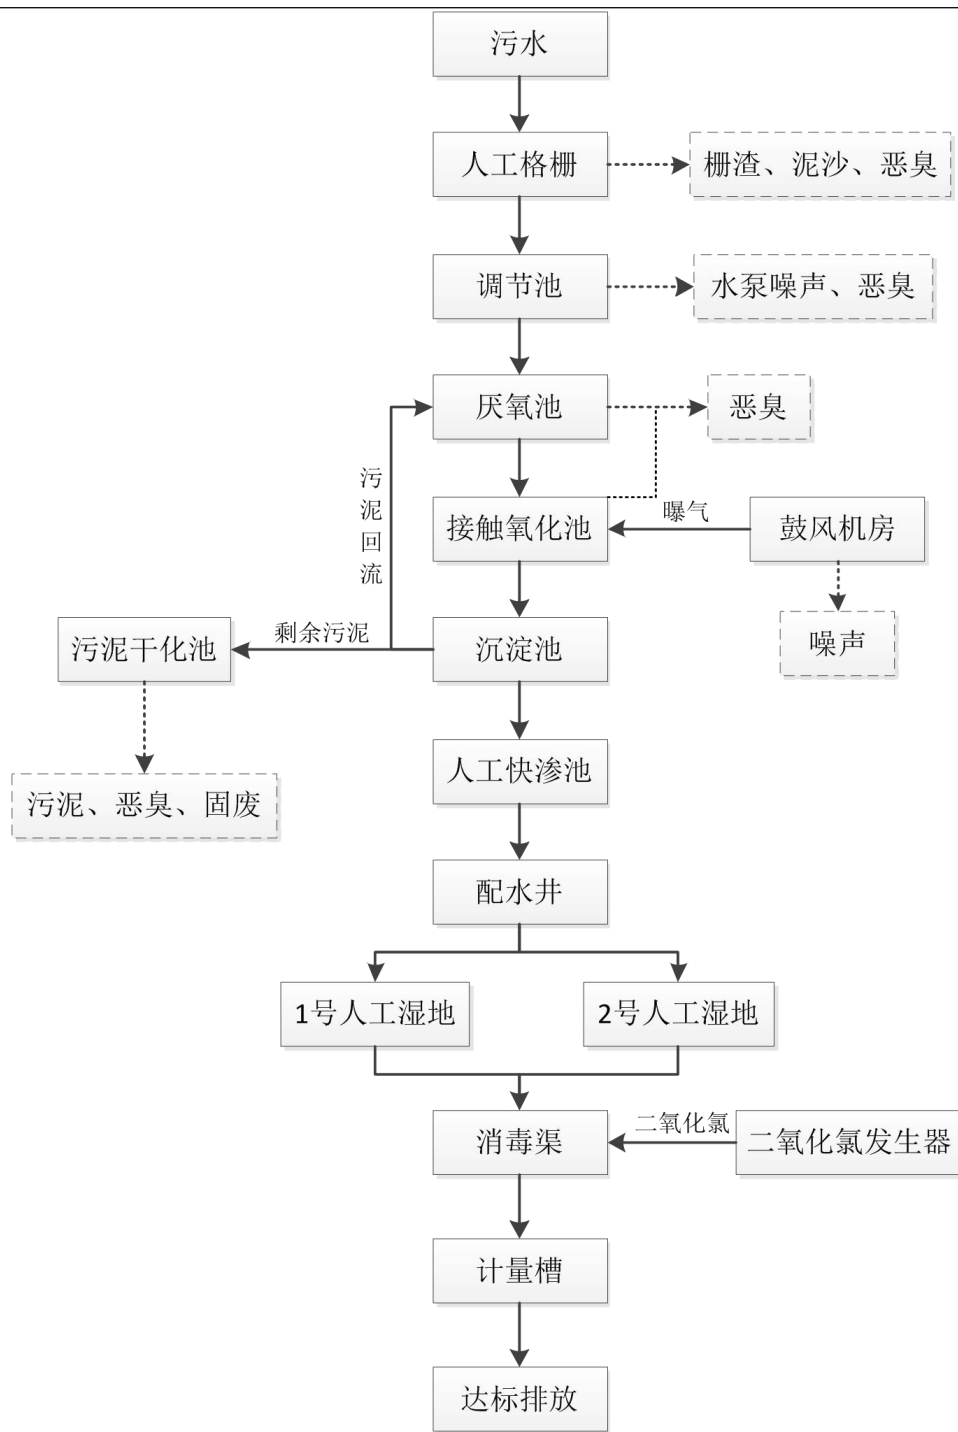 污水
人工格栅
栅渣、泥沙、恶臭
调节池
水泵噪声、恶臭
厌氧池
恶臭
污泥回流
接触氧化池
曝气
鼓风机房
噪声
污泥干化池
剩余污泥
沉淀池
人工快渗池
污泥、恶臭、固废
配水井
1号人工湿地
2号人工湿地
消毒渠
二氧化氯
二氧化氯发生器
计量槽
达标排放